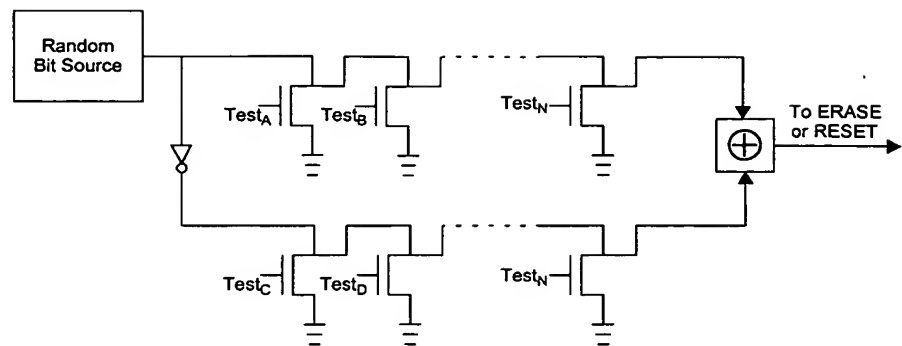 Random
Bit Source
TestA
TestB
TestN
To ERASE
or RESET
TestC
TestD
TestN